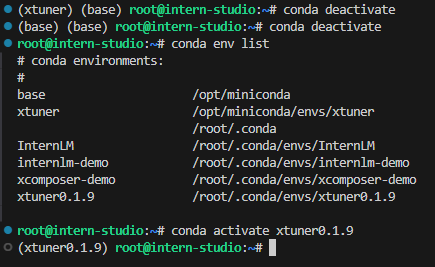 (xtuner) (base) root@intern-studio:~# conda deactivate
(base) (base) root@intern-studio:~# conda deactivate
root@intern-studio:~# conda env list
# conda environments:
#
base                     /opt/miniconda
xtuner                   /opt/miniconda/envs/xtuner
                         /root/.conda
InternLM                 /root/.conda/envs/InternLM
internlm-demo            /root/.conda/envs/internlm-demo
xcomposer-demo           /root/.conda/envs/xcomposer-demo
xtuner0.1.9              /root/.conda/envs/xtuner0.1.9
root@intern-studio:~# conda activate xtuner0.1.9
(xtuner0.1.9) root@intern-studio:~#